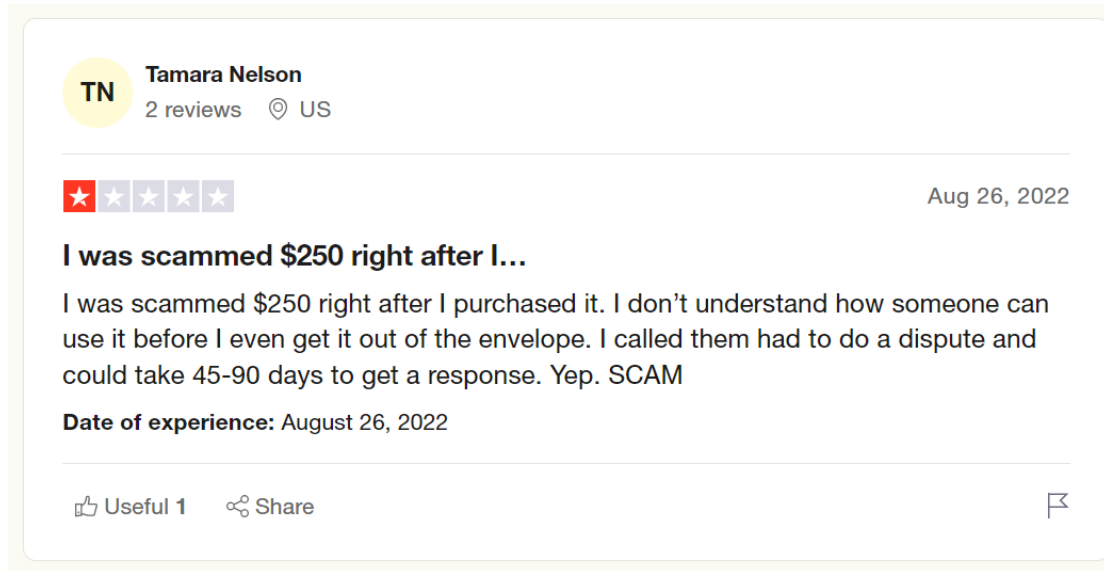 TN
Tamara Nelson
2 reviews US
Aug 26, 2022
I was scammed $250 right after I...
I was scammed $250 right after I purchased it. I don’t understand how someone can
use it before I even get it out of the envelope. I called them had to do a dispute and
could take 45-90 days to get a response. Yep. SCAM
Date of experience: August 26, 2022
Useful 1 Share